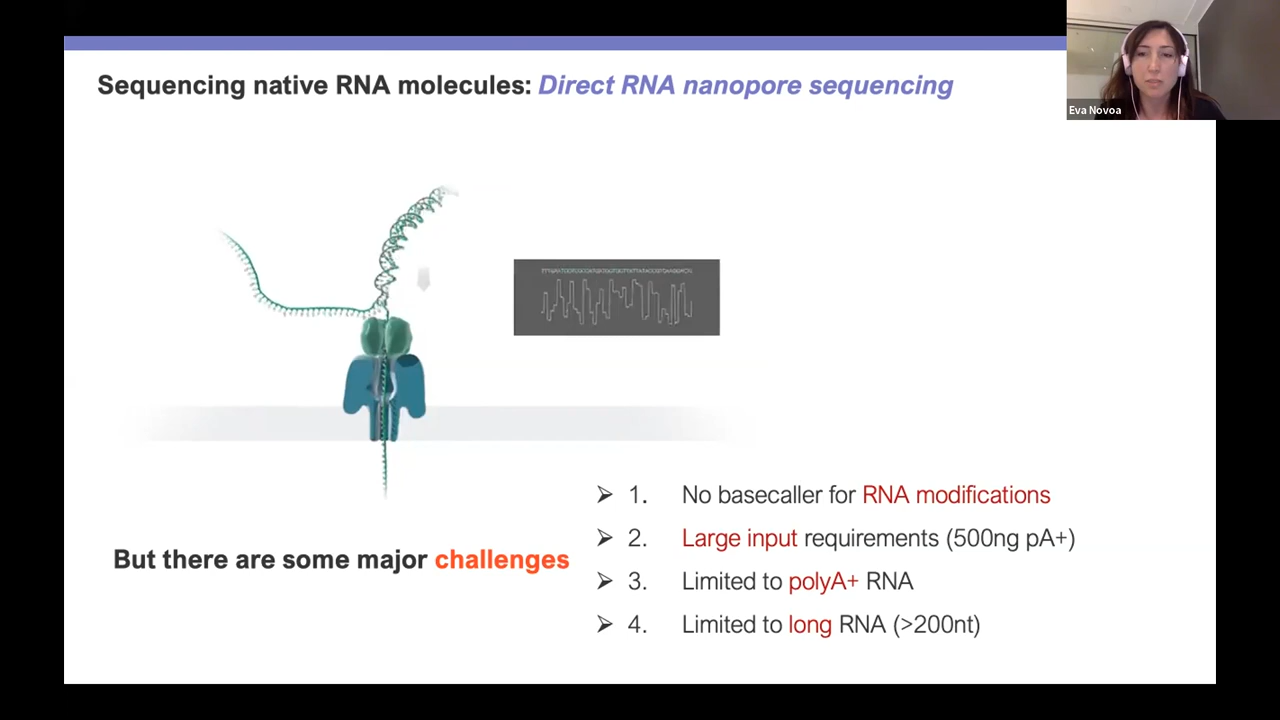 Sequencing native RNA molecules: Direct RNA nanopore sequencing
Eva Novoa
But there are some major challenges
➢ 1. No basecaller for RNA modifications
➢ 2. Large input requirements (500ng pA+)
➢ 3. Limited to polyA+ RNA
➢ 4. Limited to long RNA (>200nt)